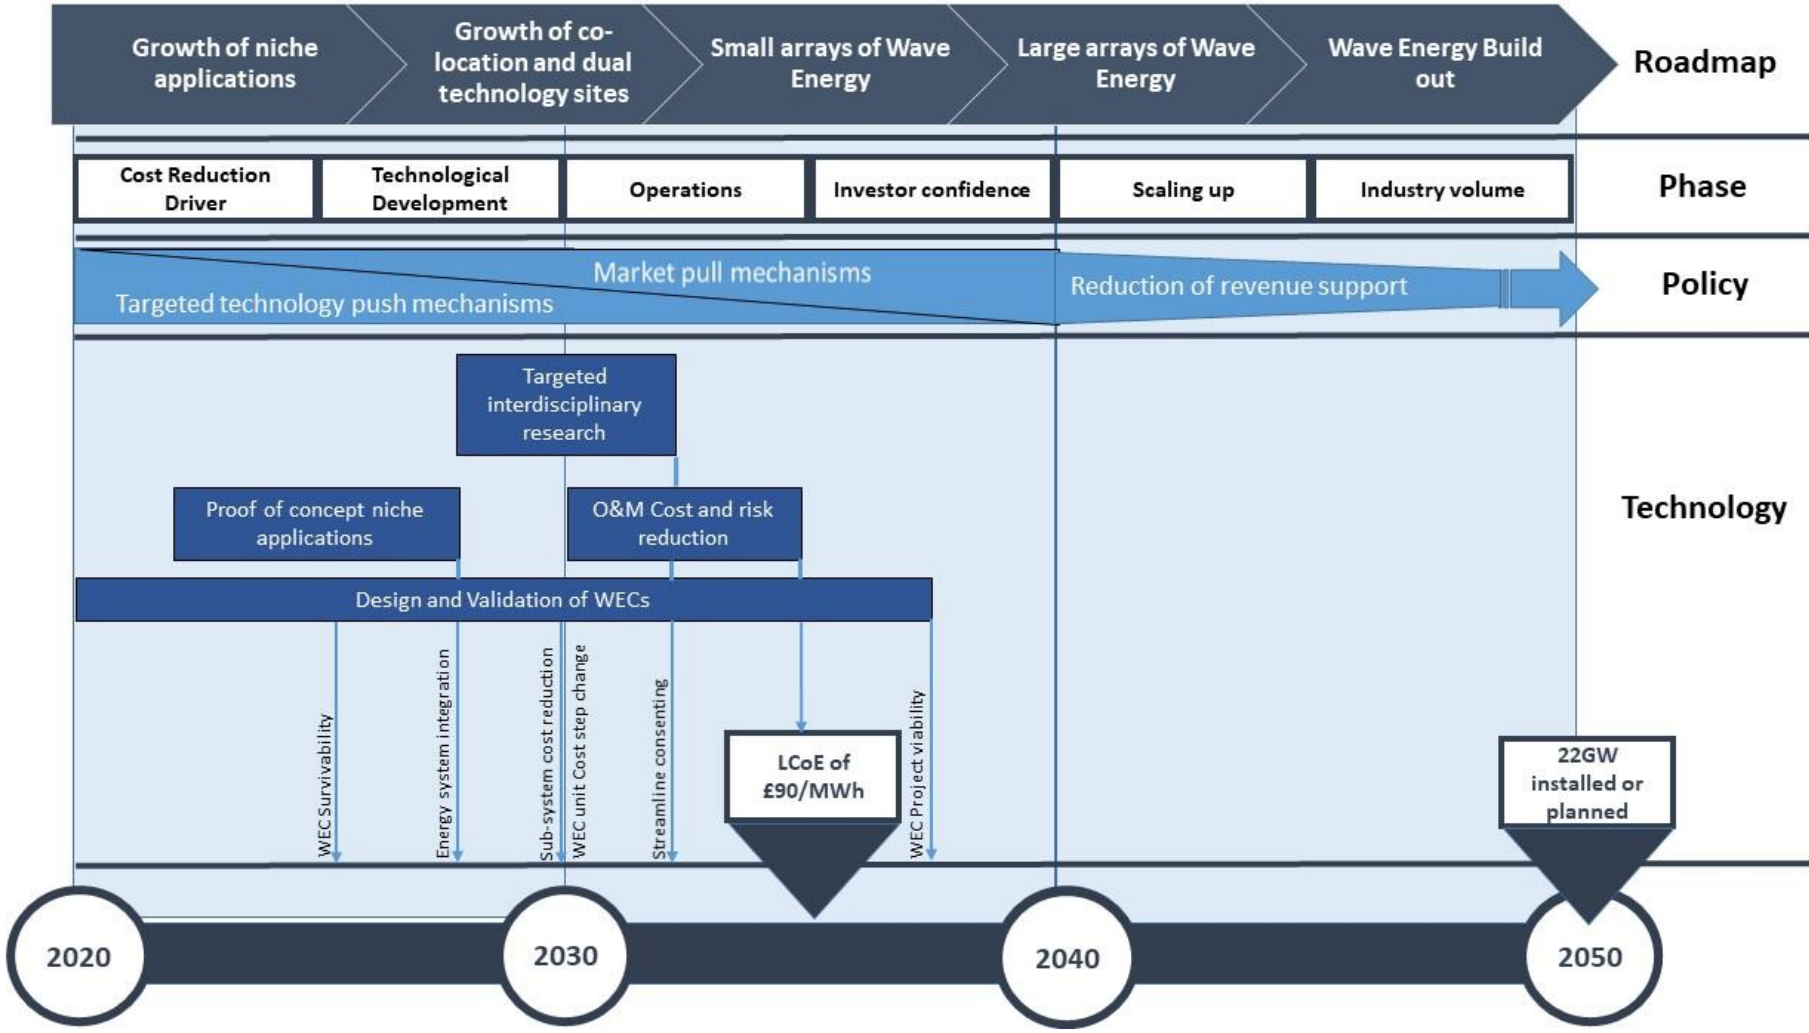 Growth of niche
applications
Growth of co-
location and dual
technology sites
Small arrays of Wave
Energy
Large arrays of Wave
Energy
Wave Energy Build
out
Roadmap
Cost Reduction
Driver
Technological
Development
Operations
Investor confidence
Scaling up
Industry volume
Phase
Market pull mechanisms
Targeted technology push mechanisms
Reduction of revenue support
Policy
Targeted
interdisciplinary
research
Proof of concept niche
applications
O&M Cost and risk
reduction
Technology
Design and Validation of WECs
WEC Survivability
Energy system integration
Sub-system cost reduction
WEC unit Cost step change
Streamline consenting
LCoE of
£90/MWh
WEC Project viability
22GW
installed or
planned
2020
2030
2040
2050